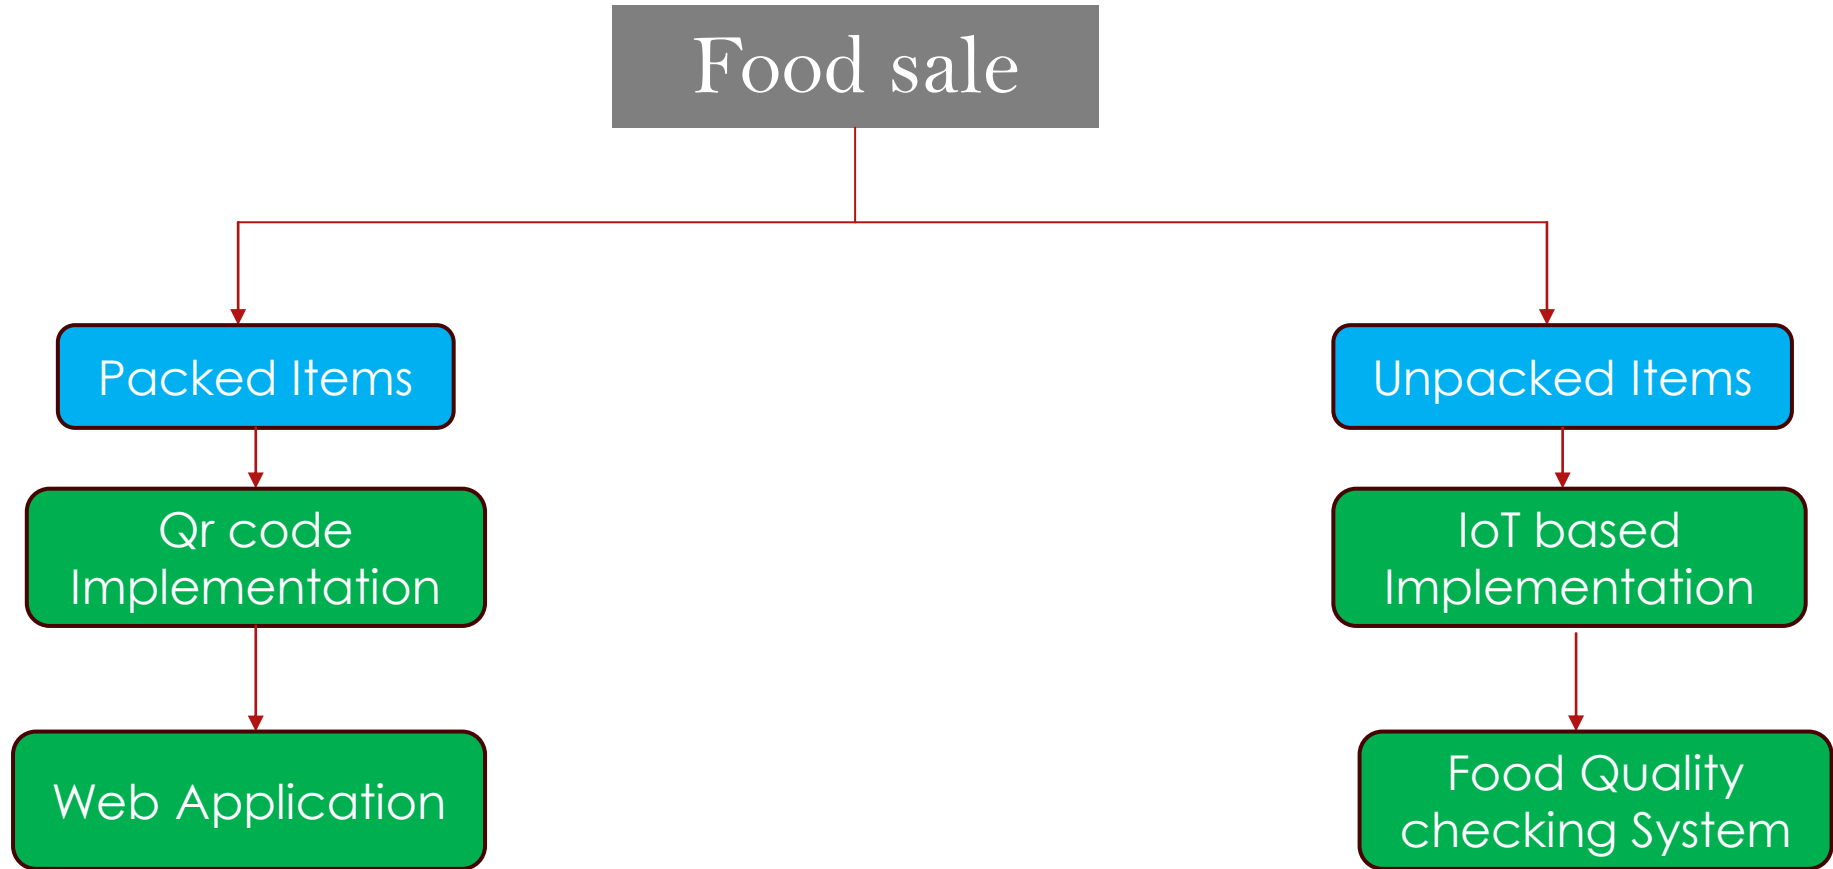 Food sale
Packed Items
Unpacked Items
Qr code
Implementation
IoT based
Implementation
Web Application
Food Quality
checking System